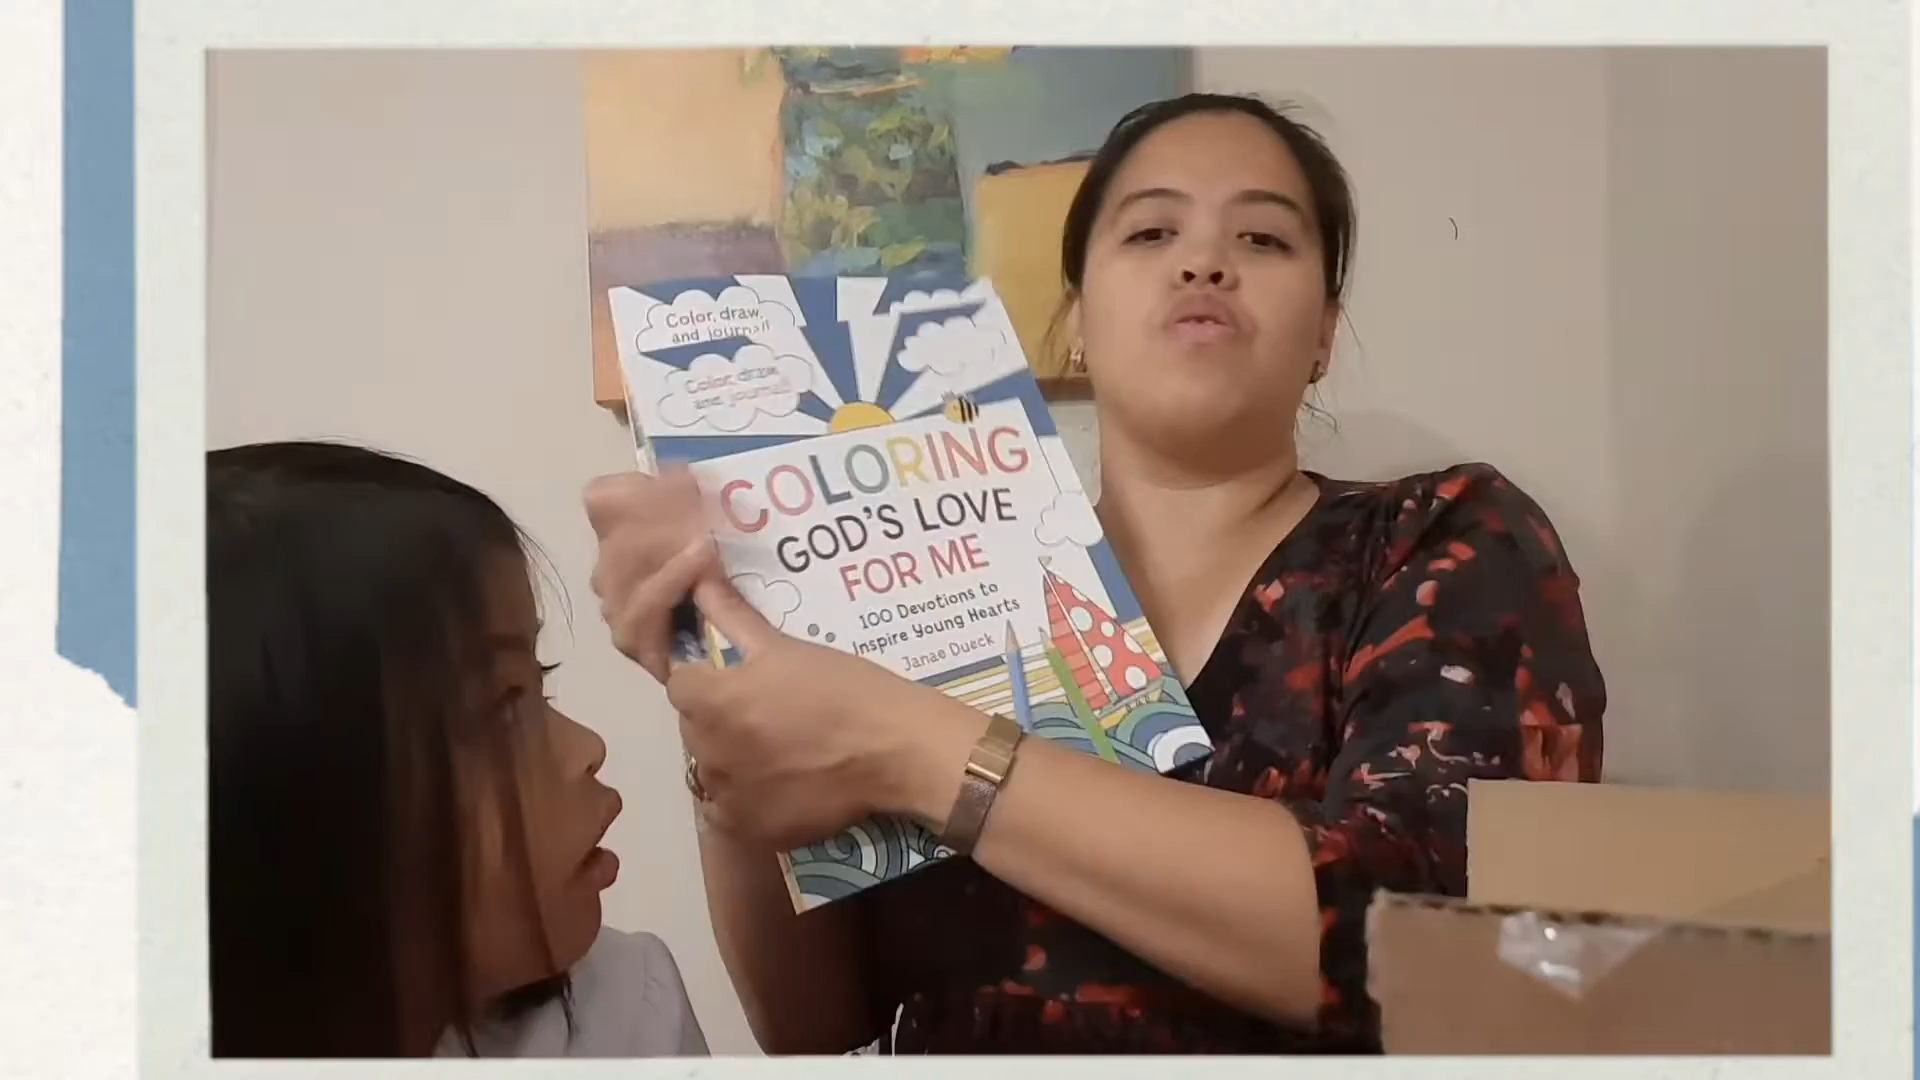 Color, draw,
and journal!
Color, draw,
and journal!
COLORING
GOD'S LOVE
FOR ME
100 Devotions to
Inspire Young Hearts
Janae Dueck